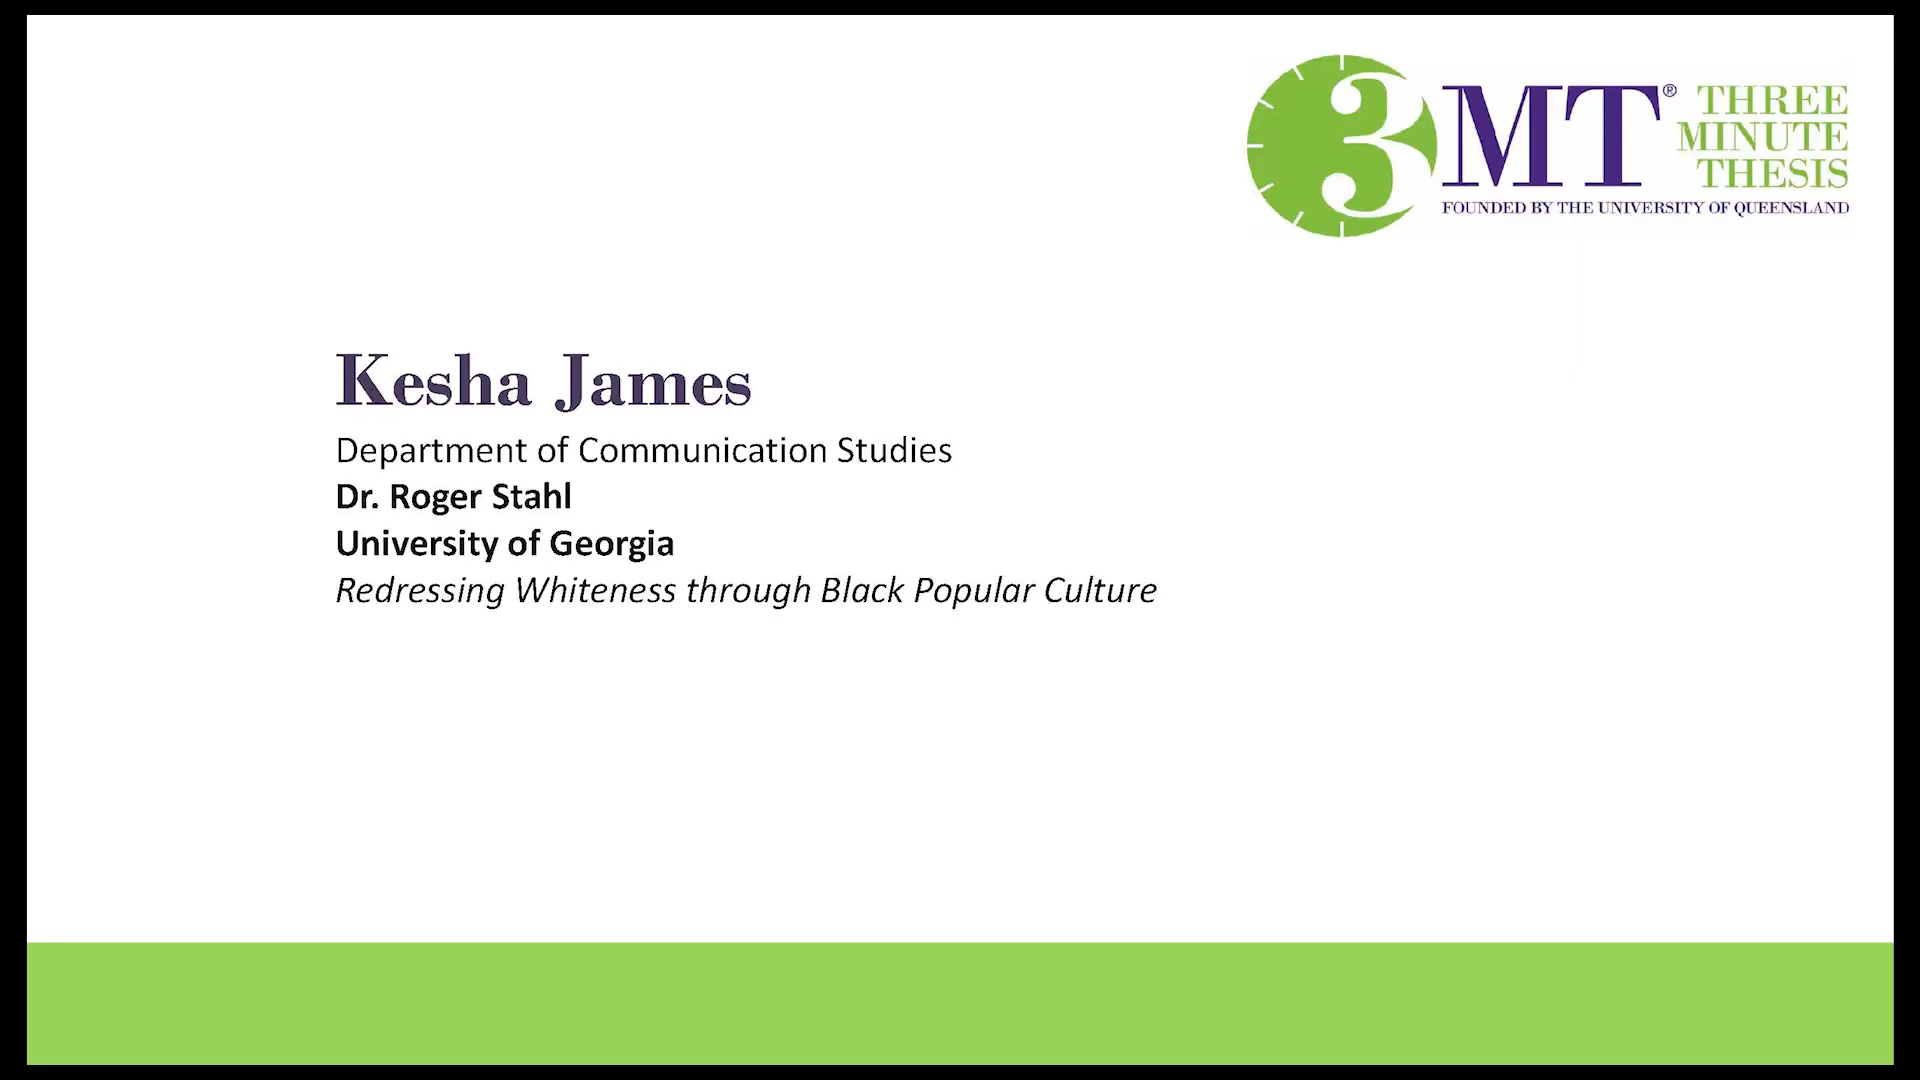 3MT® THREE
MINUTE
THESIS
FOUNDED BY THE UNIVERSITY OF QUEENSLAND
Kesha James
Department of Communication Studies
Dr. Roger Stahl
University of Georgia
Redressing Whiteness through Black Popular Culture